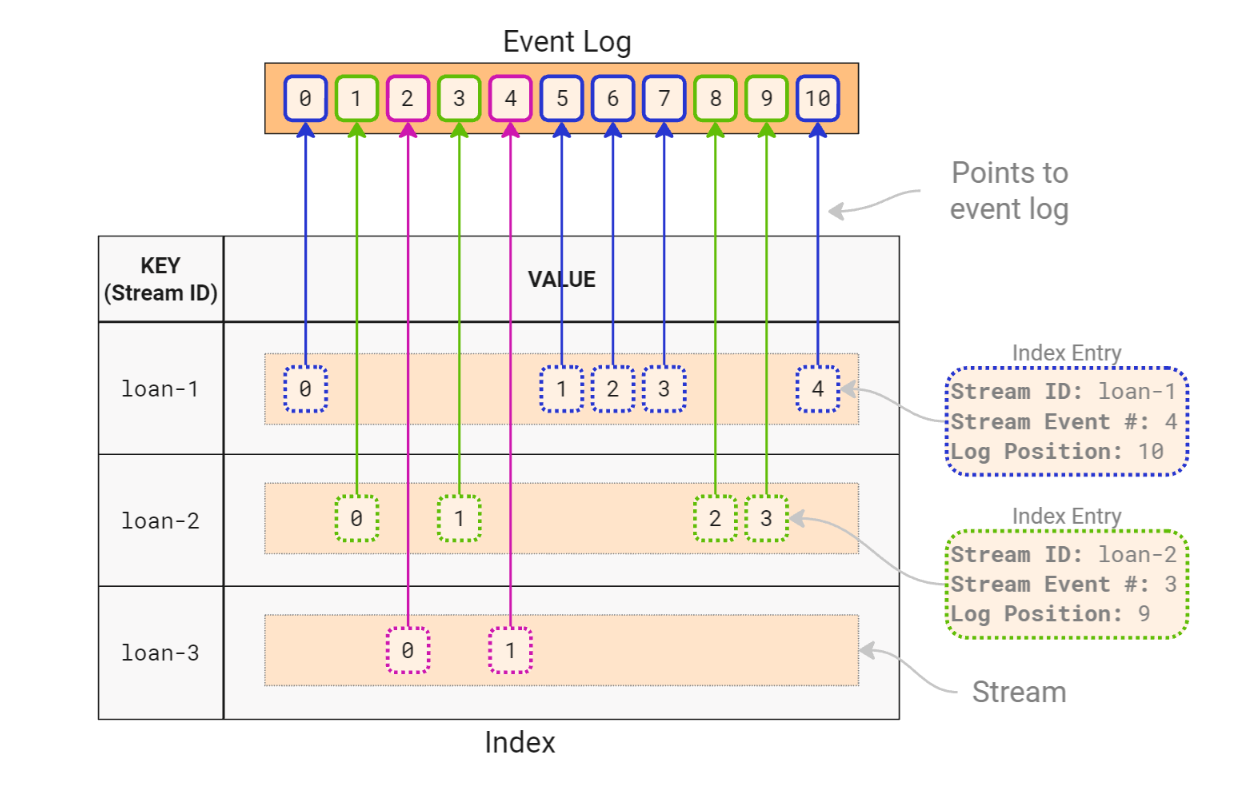 Event Log
0 1 2 3 4 5 6 7 8 9 10
Points to
event log
KEY
(Stream ID)
VALUE
loan-1
0 1 2 3 4
Index Entry
Stream ID: loan-1
Stream Event #: 4
Log Position: 10
loan-2
0 1 2 3
Index Entry
Stream ID: loan-2
Stream Event #: 3
Log Position: 9
loan-3
0 1
Stream
Index